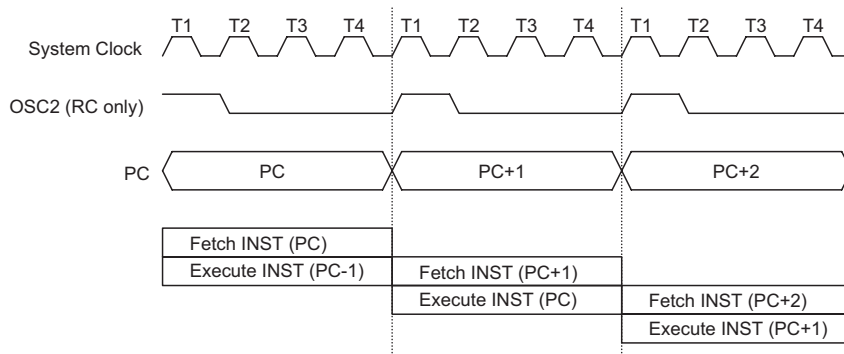 T1 T2 T3 T4 T1 T2 T3 T4 T1 T2 T3 T4
System Clock
OSC2 (RC only)
PC PC PC+1 PC+2
Fetch INST (PC)
Execute INST (PC-1) Fetch INST (PC+1)
Execute INST (PC) Fetch INST (PC+2)
Execute INST (PC+1)